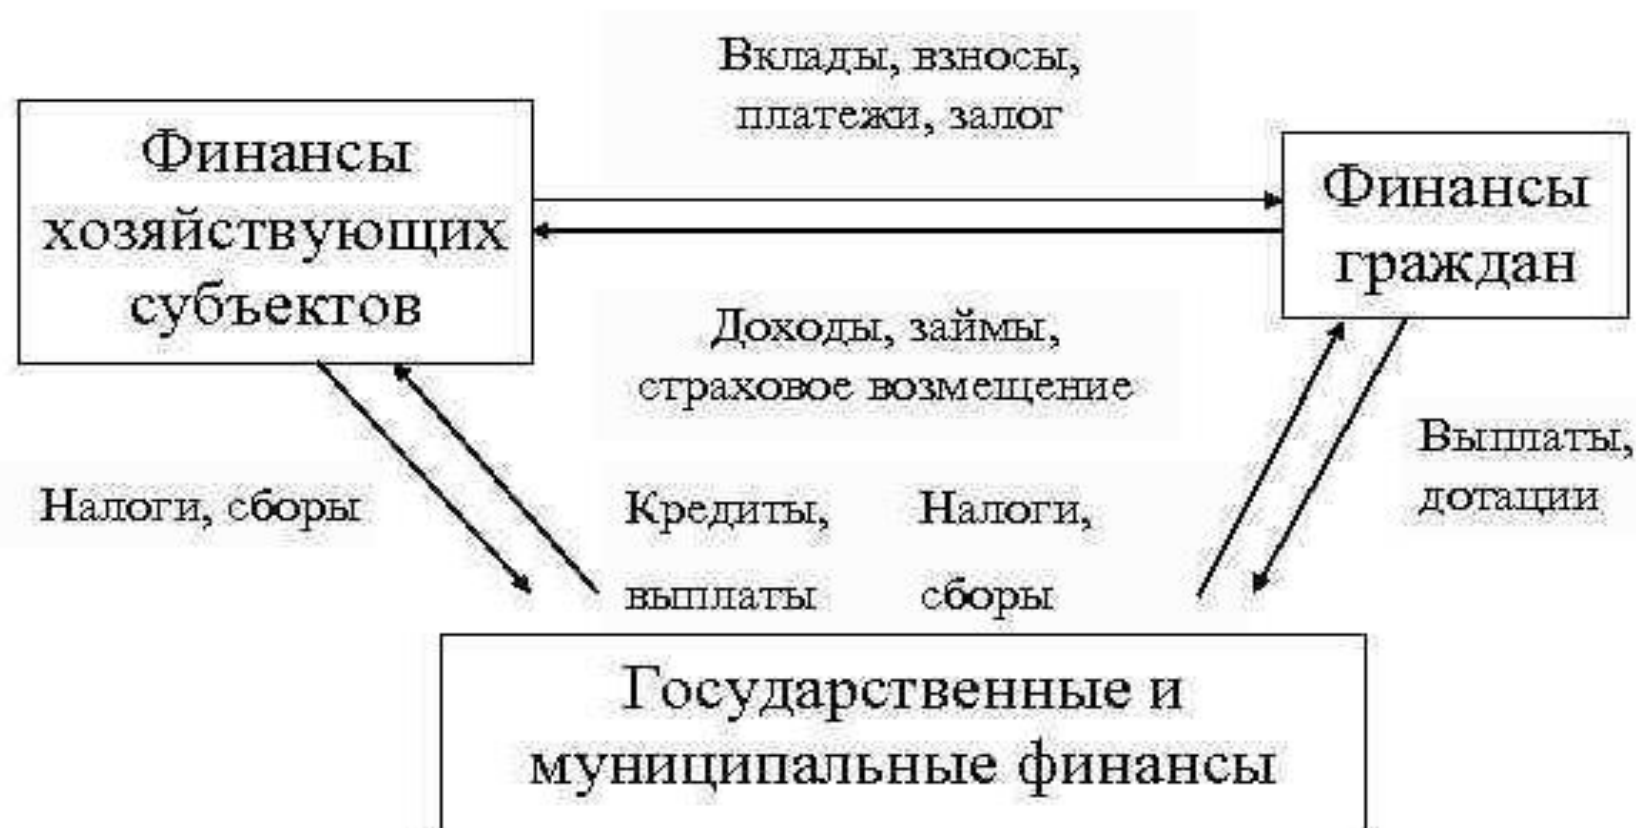 Вклады, взносы,
платежи, залог
Финансы
хозяйствующих
субъектов
Финансы
граждан
Доходы, займы,
страховое возмещение
Выплаты,
дотации
Налоги, сборы
Кредиты,
выплаты
Налоги,
сборы
Государственные и
муниципальные финансы